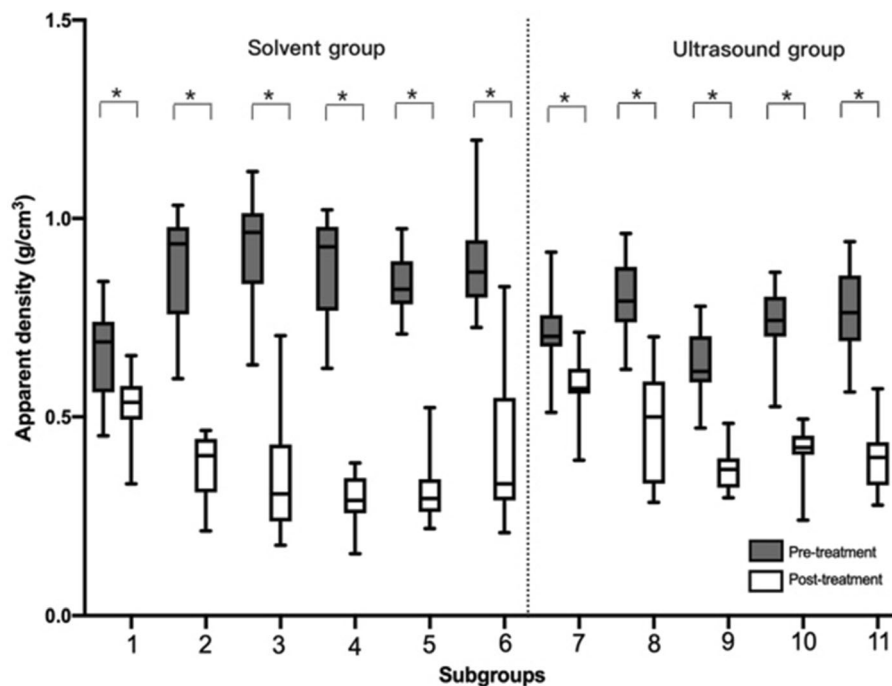 1.5
Solvent group
Ultrasound group
* * * * * * * * * * *
1.0
Apparent density (g/cm³)
0.5
Pre-treatment
Post-treatment
0.0
1 2 3 4 5 6 7 8 9 10 11
Subgroups